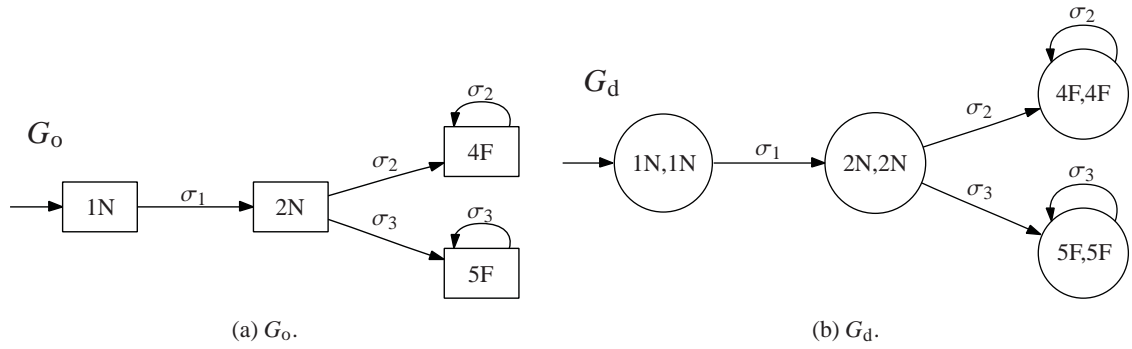 G_o
1N
σ_1
2N
σ_2
σ_2
4F
σ_3
σ_3
5F
(a) G_o.
G_d
1N,1N
σ_1
2N,2N
σ_2
σ_2
4F,4F
σ_3
σ_3
5F,5F
(b) G_d.